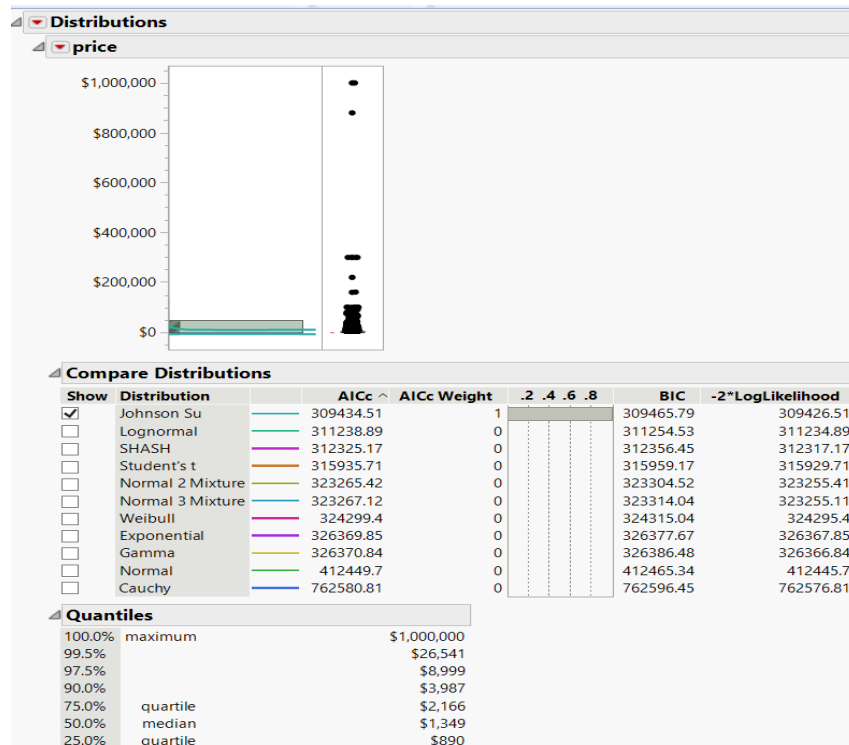 Distributions
price
$1,000,000
$800,000
$600,000
$400,000
$200,000
$0
Compare Distributions
Show Distribution AICc ^ AICc Weight .2 .4 .6 .8 BIC -2*LogLikelihood
Johnson Su 309434.51 1 309465.79 309426.51
Lognormal 311238.89 0 311254.53 311234.89
SHASH 312325.17 0 312356.45 312317.17
Student's t 315935.71 0 315959.17 315929.71
Normal 2 Mixture 323265.42 0 323304.52 323255.41
Normal 3 Mixture 323267.12 0 323314.04 323255.11
Weibull 324299.4 0 324315.04 324295.4
Exponential 326369.85 0 326377.67 326367.85
Gamma 326370.84 0 326386.48 326366.84
Normal 412449.7 0 412465.34 412445.7
Cauchy 762580.81 0 762596.45 762576.81
Quantiles
100.0% maximum $1,000,000
99.5% $26,541
97.5% $8,999
90.0% $3,987
75.0% quartile $2,166
50.0% median $1,349
25.0% quartile $890